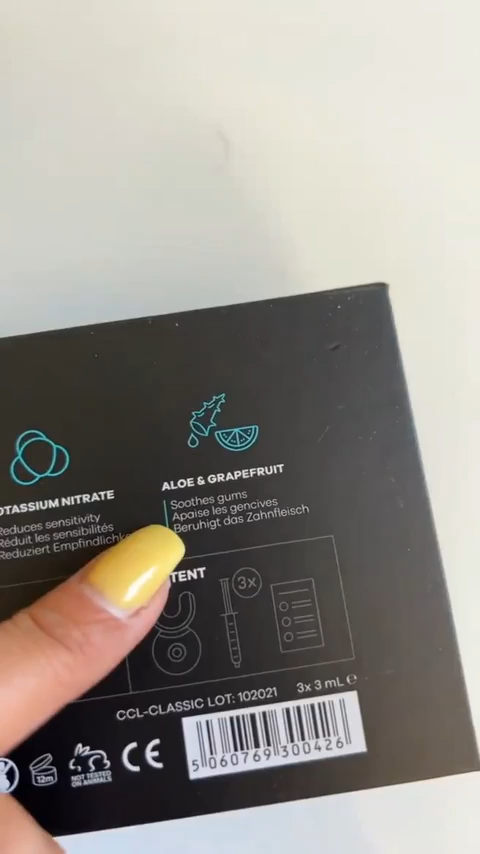 OTASSIUM NITRATE
Reduces sensitivity
Réduit les sensibilités
Reduziert Empfindlichke
ALOE & GRAPEFRUIT
Soothes gums
Apaise les gencives
Beruhigt das Zahnfleisch
TENT
3x
CCL-CLASSIC LOT: 102021 3x 3 mL ℮
12m
NOT TESTED
ON ANIMALS
CE
5 060769 300426